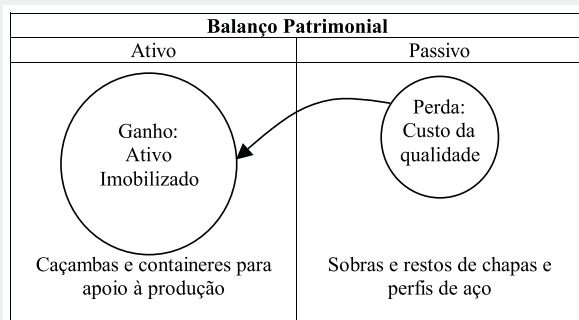 Balanço Patrimonial
Ativo
Passivo
Ganho:
Ativo
Imobilizado
Perda:
Custo da
qualidade
Caçambas e containeres para
apoio à produção
Sobras e restos de chapas e
perfis de aço